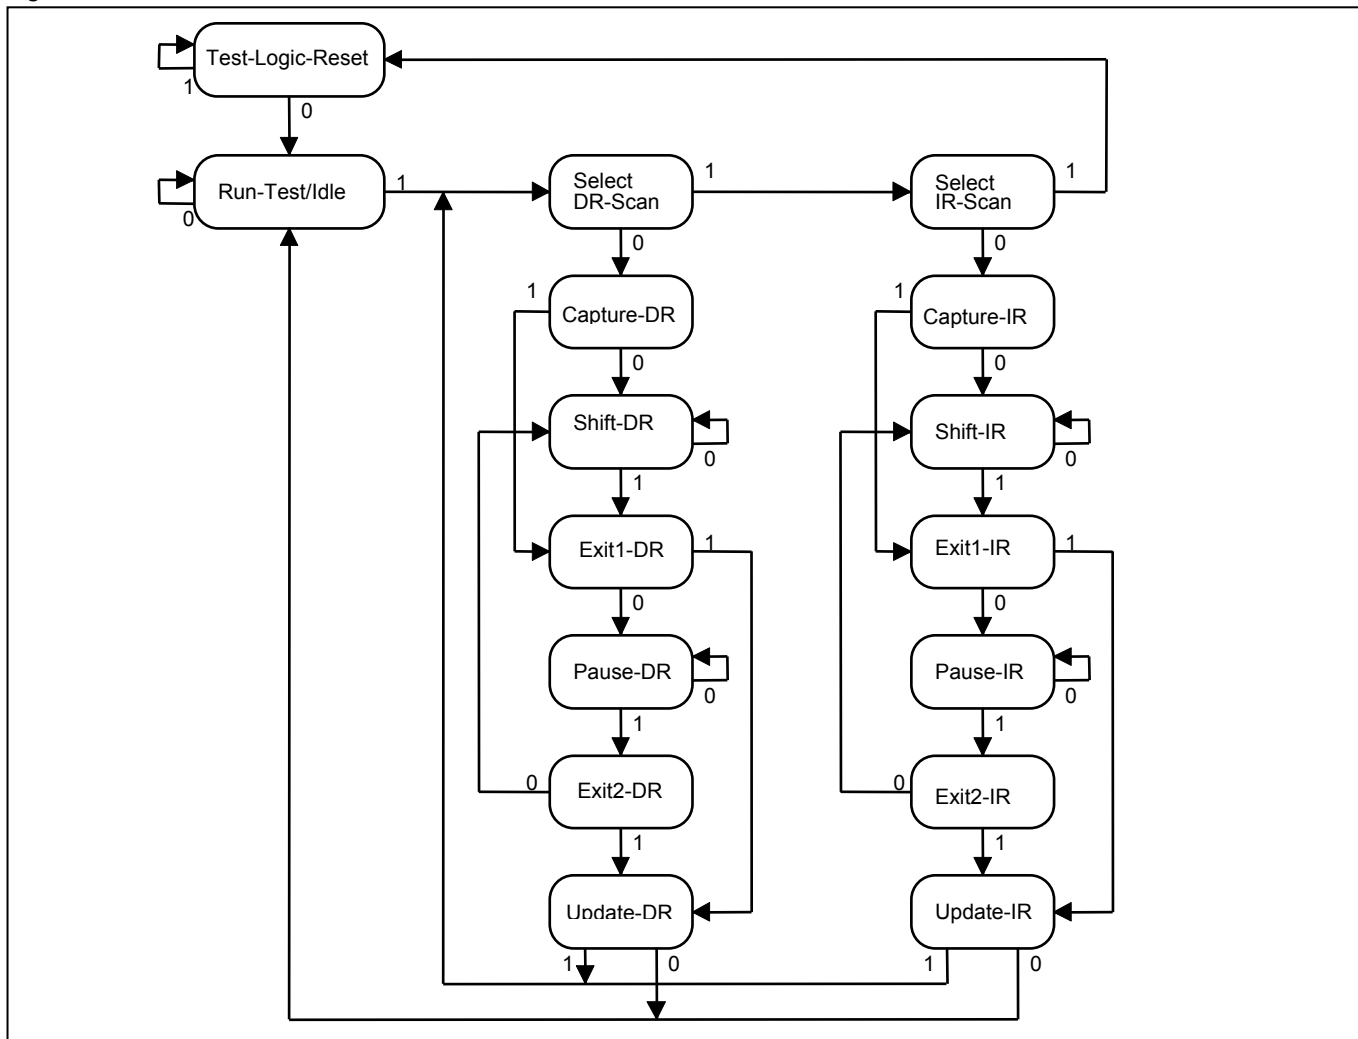 Test-Logic-Reset
1
0
Run-Test/Idle
1
0
Select
DR-Scan
1
0
Select
IR-Scan
1
0
1
Capture-DR
0
1
Capture-IR
0
Shift-DR
0
1
Shift-IR
0
1
Exit1-DR
1
0
Exit1-IR
1
0
Pause-DR
0
1
Pause-IR
0
1
0
Exit2-DR
1
0
Exit2-IR
1
Update-DR
1
0
Update-IR
1
0